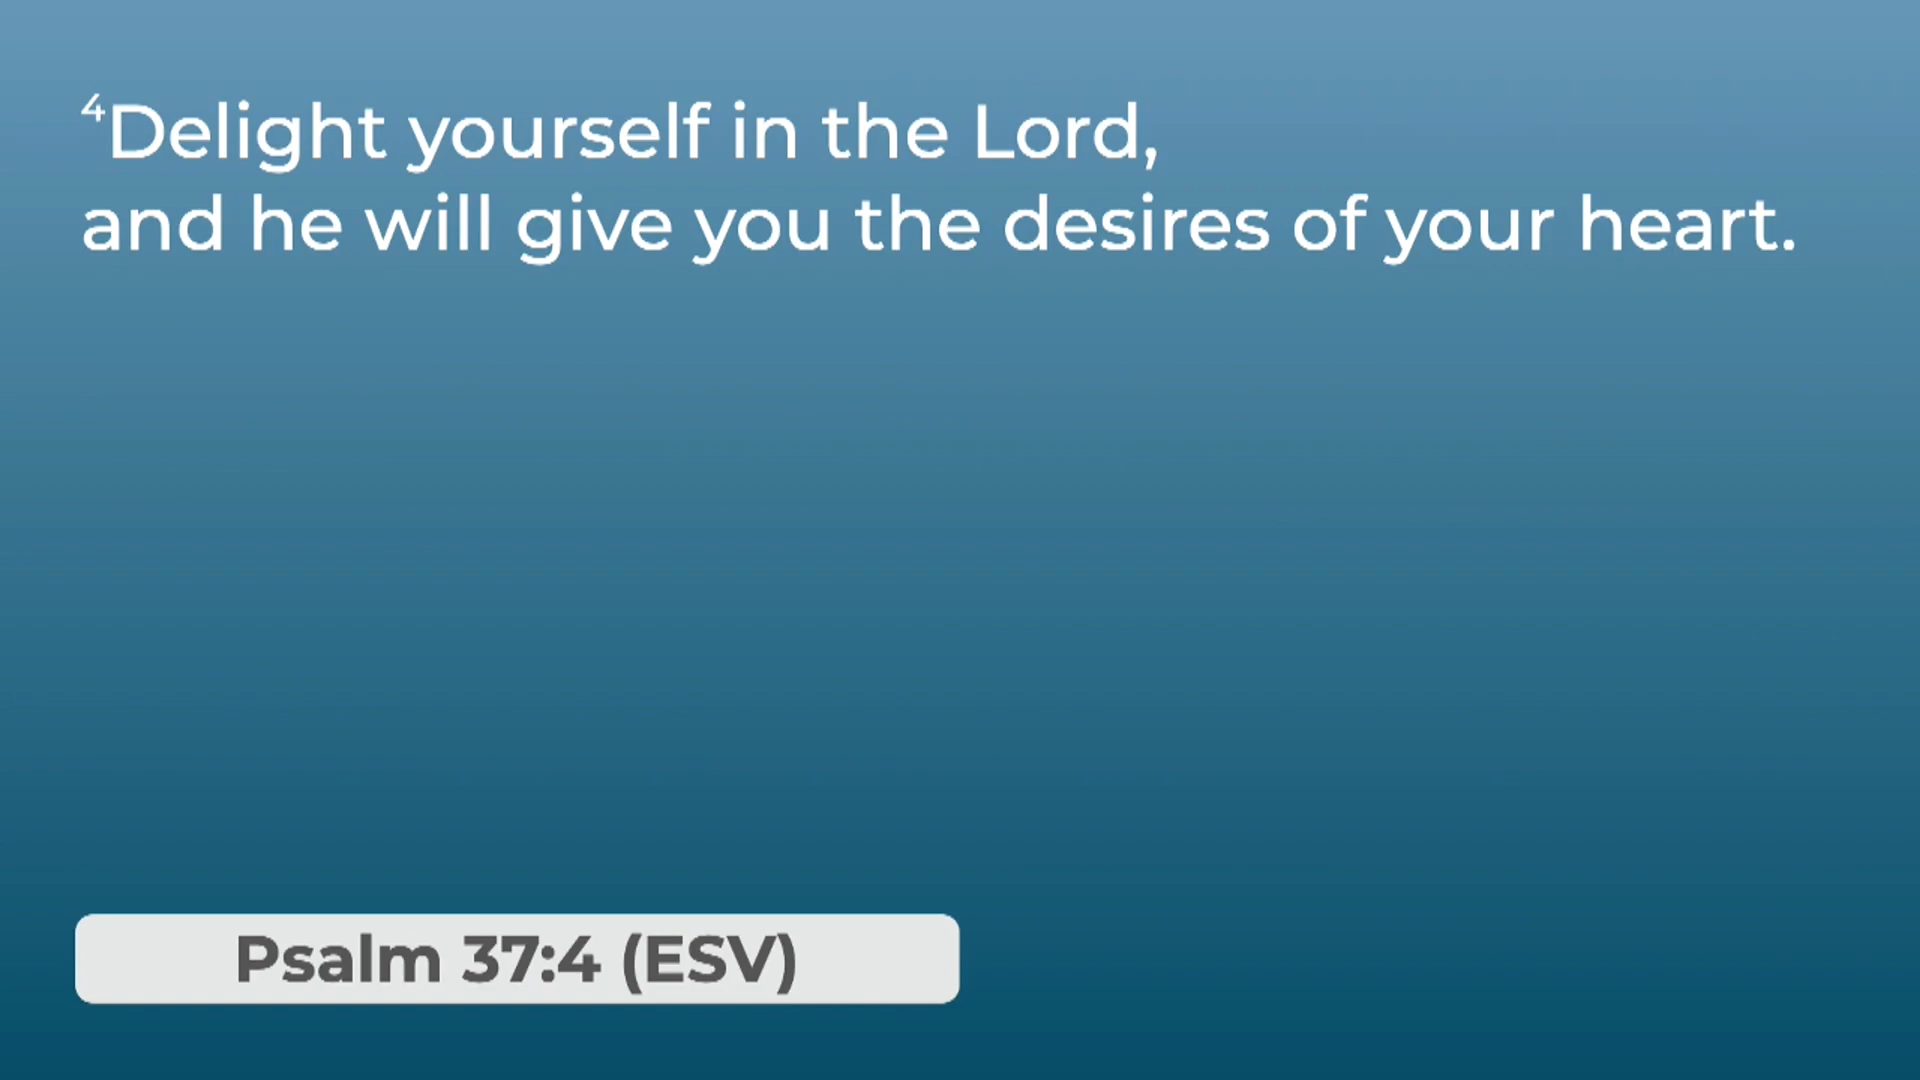 ⁴Delight yourself in the Lord,
and he will give you the desires of your heart.
Psalm 37:4 (ESV)